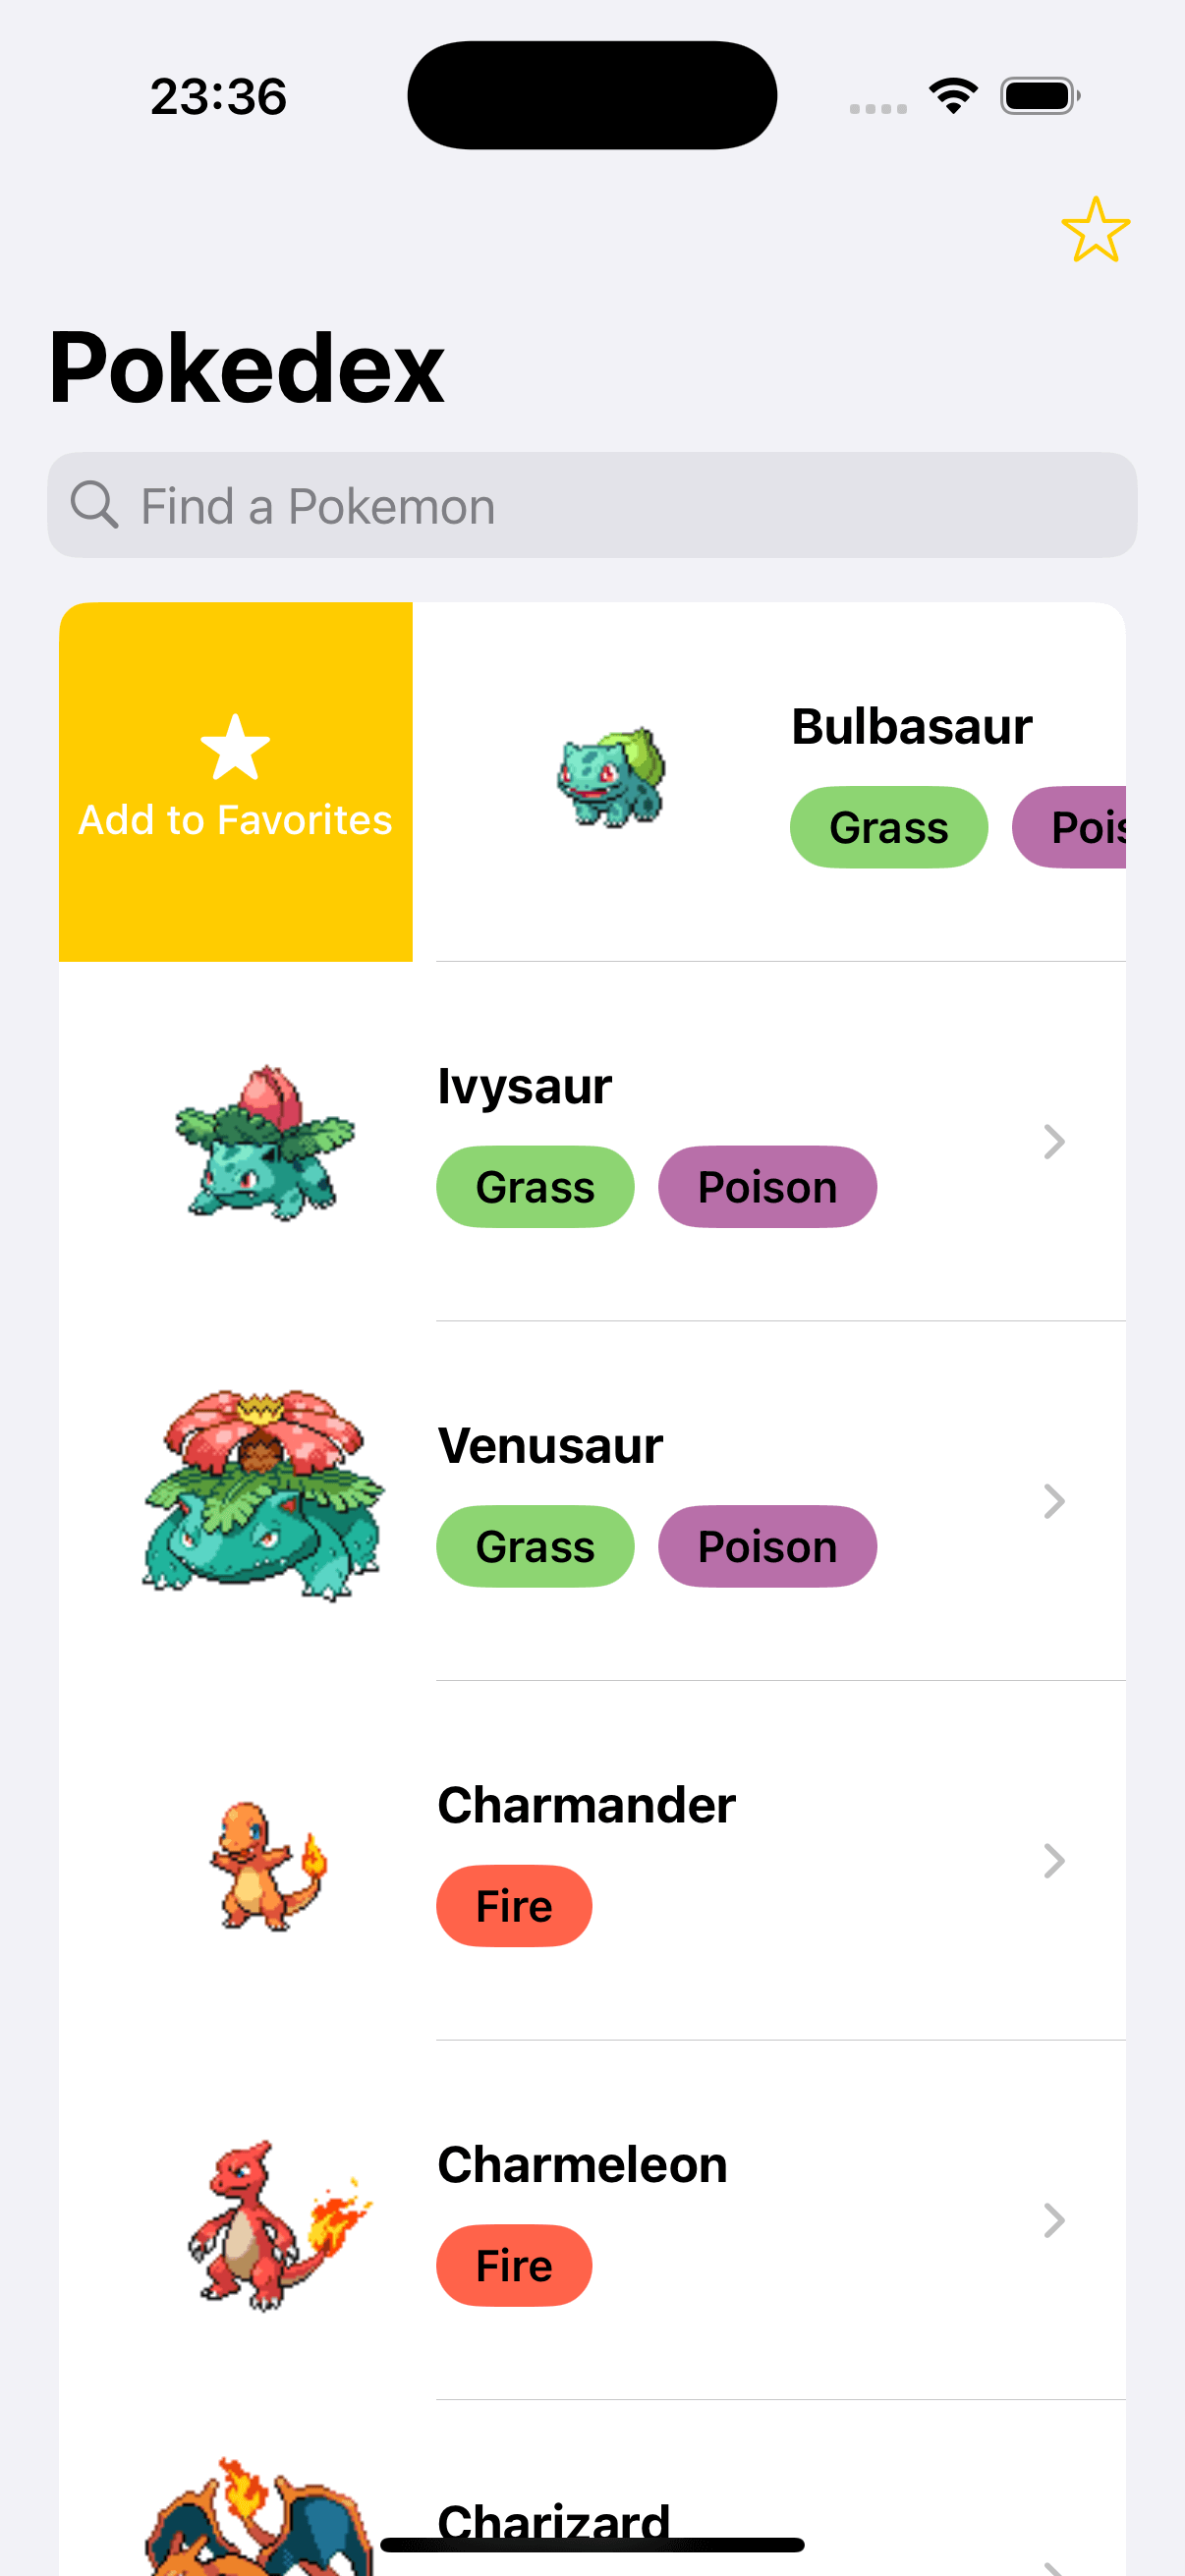 23:36
Pokedex
Find a Pokemon
Add to Favorites
Bulbasaur
Grass Pois
Ivysaur
Grass Poison
Venusaur
Grass Poison
Charmander
Fire
Charmeleon
Fire
Charizard